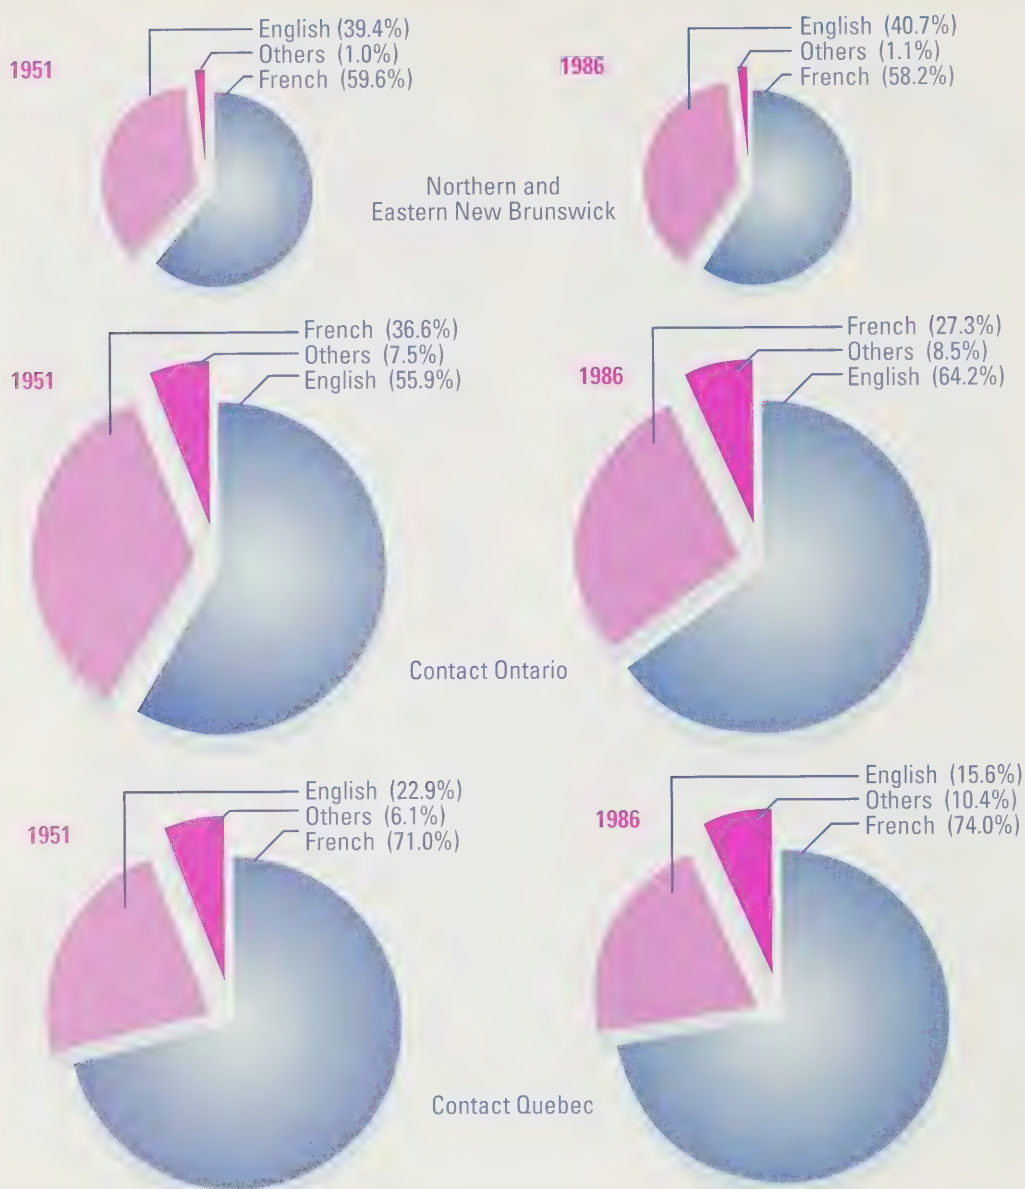 1951
English (39.4%)
Others (1.0%)
French (59.6%)
1986
English (40.7%)
Others (1.1%)
French (58.2%)
Northern and
Eastern New Brunswick
1951
French (36.6%)
Others (7.5%)
English (55.9%)
1986
French (27.3%)
Others (8.5%)
English (64.2%)
Contact Ontario
1951
English (22.9%)
Others (6.1%)
French (71.0%)
1986
English (15.6%)
Others (10.4%)
French (74.0%)
Contact Quebec